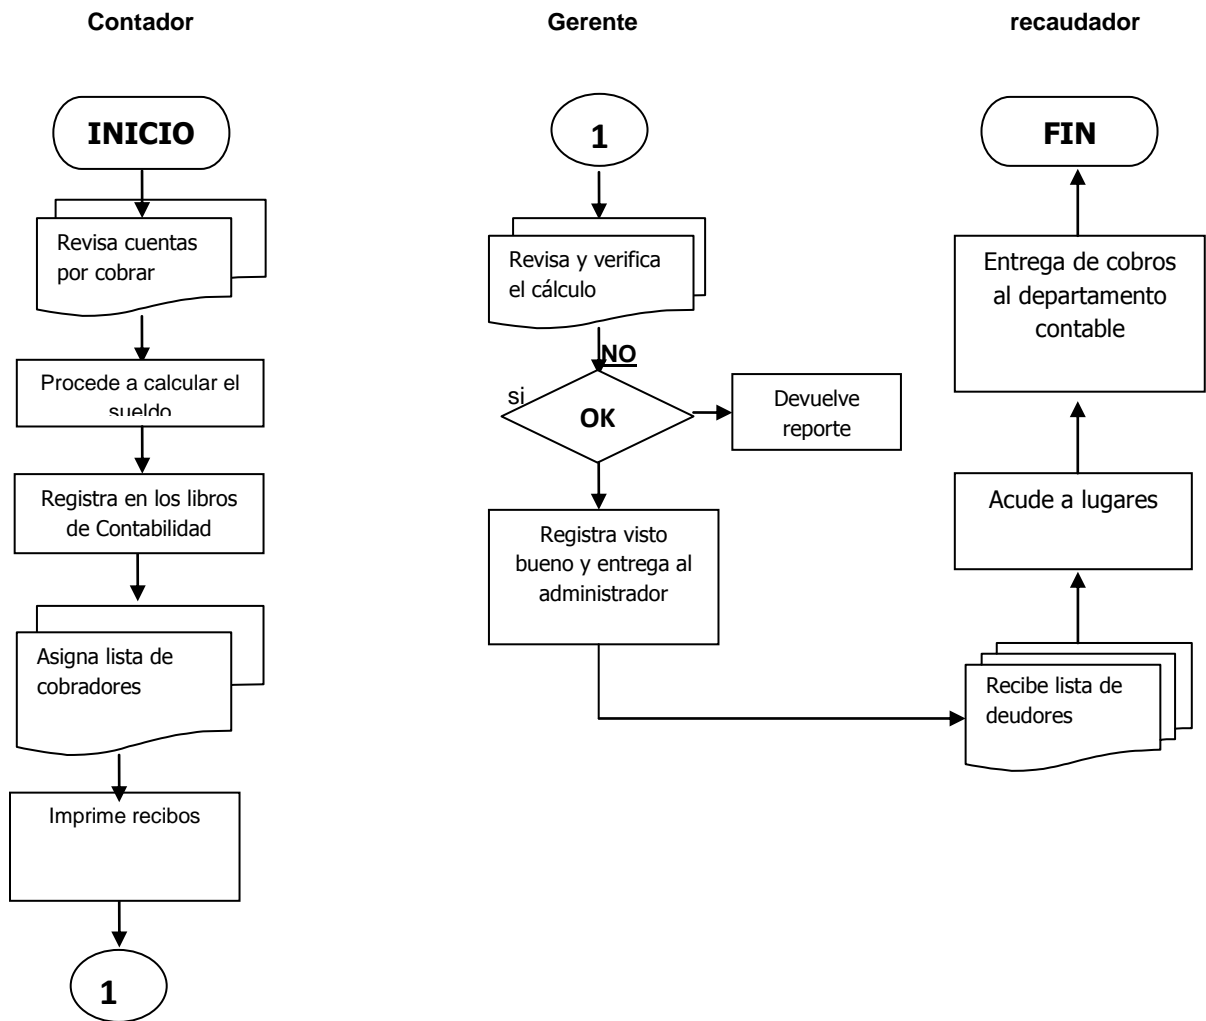 Contador
INICIO
Revisa cuentas
por cobrar
Procede a calcular el
sueldo
Registra en los libros
de Contabilidad
Asigna lista de
cobradores
Imprime recibos
1
Gerente
1
Revisa y verifica
el cálculo
NO
si
OK
Devuelve
reporte
Registra visto
bueno y entrega al
administrador
recaudador
FIN
Entrega de cobros
al departamento
contable
Acude a lugares
Recibe lista de
deudores